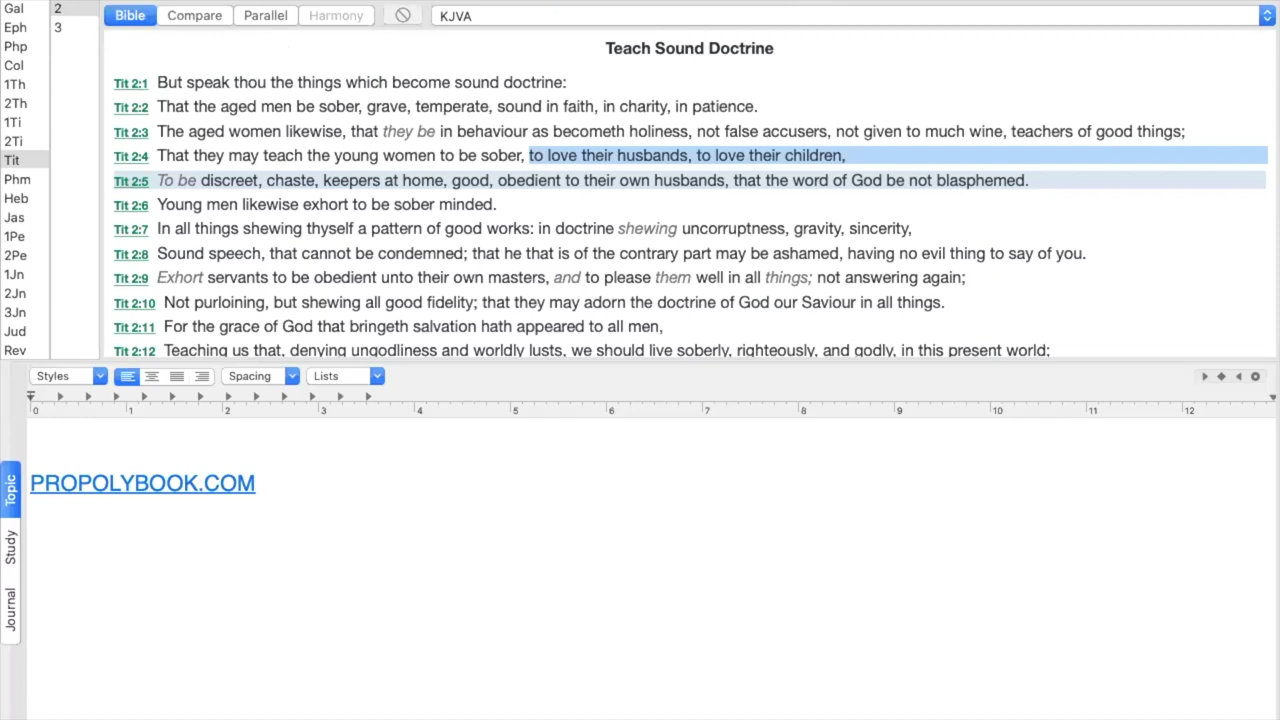 Gal
Eph
Php
Col
1Th
2Th
1Ti
2Ti
Tit
Phm
Heb
Jas
1Pe
2Pe
1Jn
2Jn
3Jn
Jud
Rev
2
3
Bible Compare Parallel Harmony KJVA
Teach Sound Doctrine
Tit 2:1 But speak thou the things which become sound doctrine:
Tit 2:2 That the aged men be sober, grave, temperate, sound in faith, in charity, in patience.
Tit 2:3 The aged women likewise, that they be in behaviour as becometh holiness, not false accusers, not given to much wine, teachers of good things;
Tit 2:4 That they may teach the young women to be sober, to love their husbands, to love their children,
Tit 2:5 To be discreet, chaste, keepers at home, good, obedient to their own husbands, that the word of God be not blasphemed.
Tit 2:6 Young men likewise exhort to be sober minded.
Tit 2:7 In all things shewing thyself a pattern of good works: in doctrine shewing uncorruptness, gravity, sincerity,
Tit 2:8 Sound speech, that cannot be condemned; that he that is of the contrary part may be ashamed, having no evil thing to say of you.
Tit 2:9 Exhort servants to be obedient unto their own masters, and to please them well in all things; not answering again;
Tit 2:10 Not purloining, but shewing all good fidelity; that they may adorn the doctrine of God our Saviour in all things.
Tit 2:11 For the grace of God that bringeth salvation hath appeared to all men,
Tit 2:12 Teaching us that, denying ungodliness and worldly lusts, we should live soberly, righteously, and godly, in this present world;
Styles Spacing Lists
0 1 2 3 4 5 6 7 8 9 10 11 12
PROPOLYBOOK.COM
Topic
Study
Journal